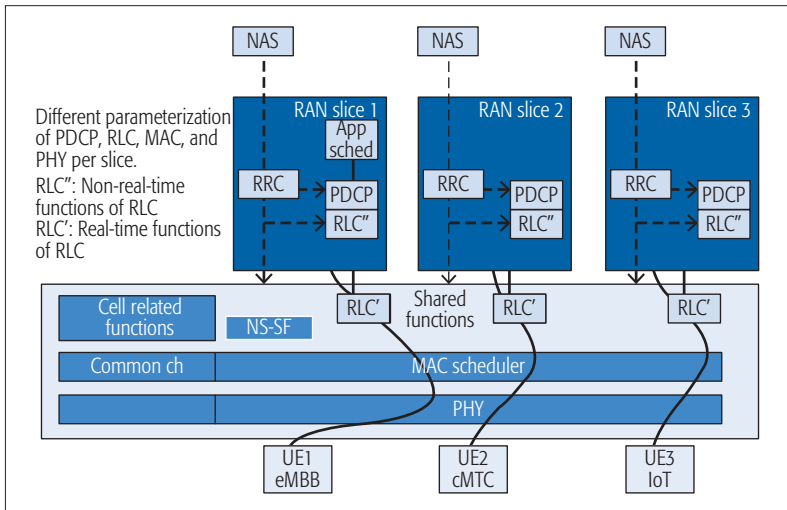 NAS
NAS
NAS
Different parameterization
of PDCP, RLC, MAC, and
PHY per slice.
RLC″: Non-real-time
functions of RLC
RLC′: Real-time functions
of RLC
RAN slice 1
App
sched
RRC
PDCP
RLC″
RAN slice 2
RRC
PDCP
RLC″
RAN slice 3
RRC
PDCP
RLC″
Cell related
functions
NS-SF
RLC′
Shared
functions
RLC′
RLC′
Common ch
MAC scheduler
PHY
UE1
eMBB
UE2
cMTC
UE3
IoT